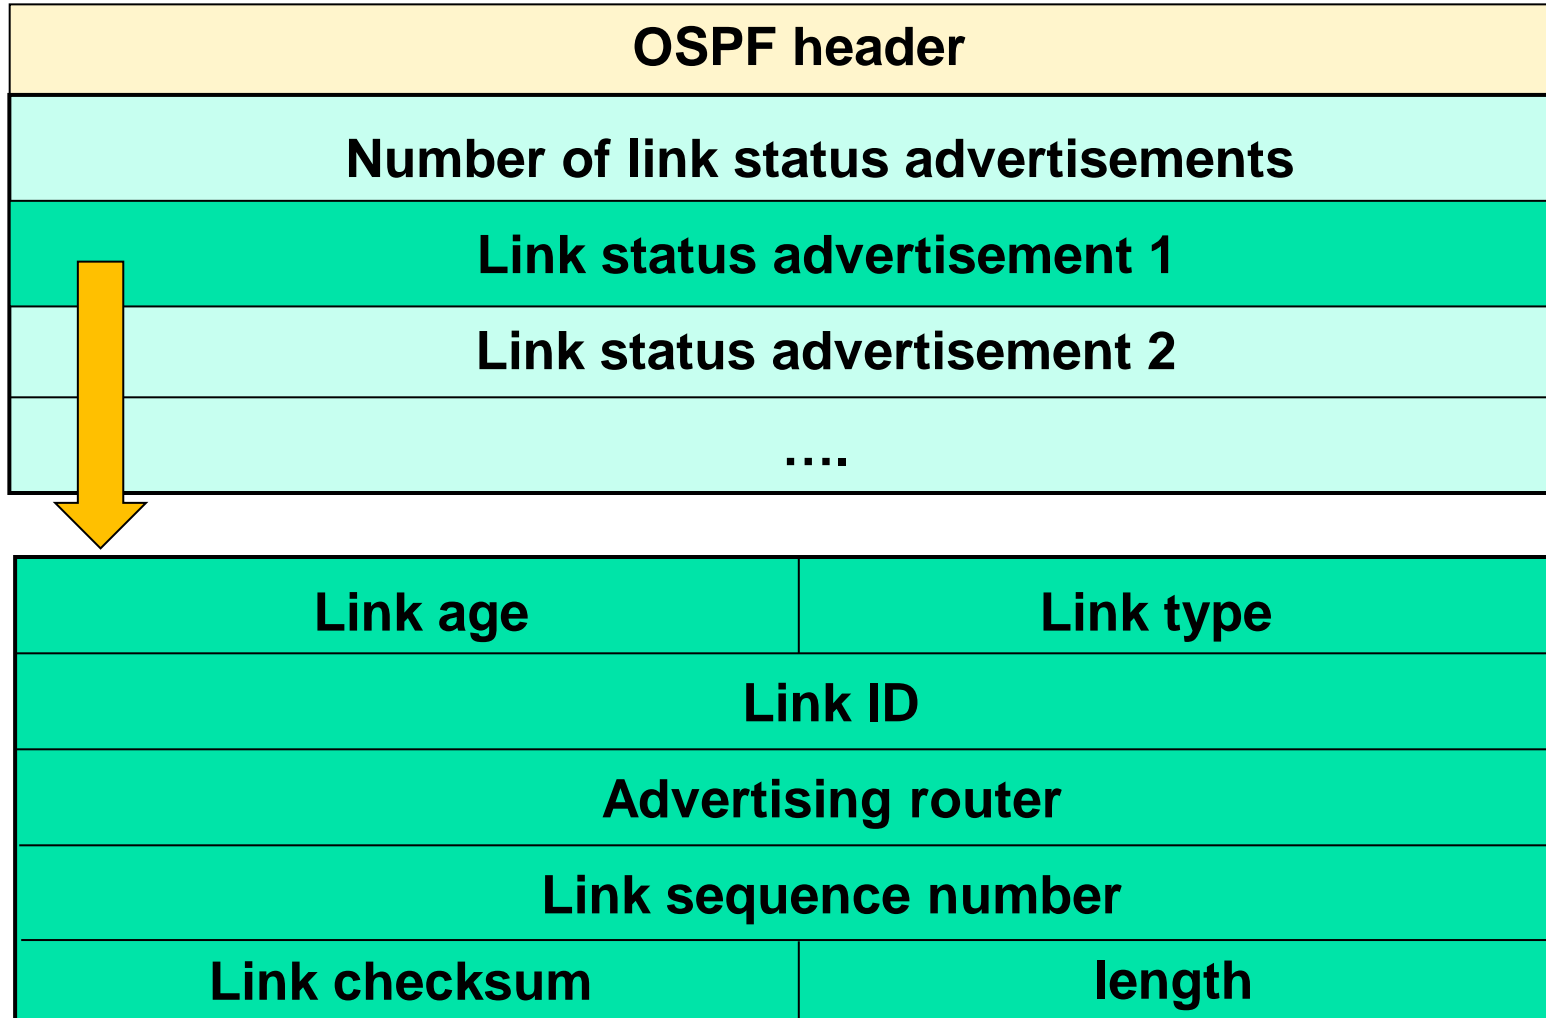 OSPF header
Number of link status advertisements
Link status advertisement 1
Link status advertisement 2
....
Link age
Link type
Link ID
Advertising router
Link sequence number
Link checksum
length